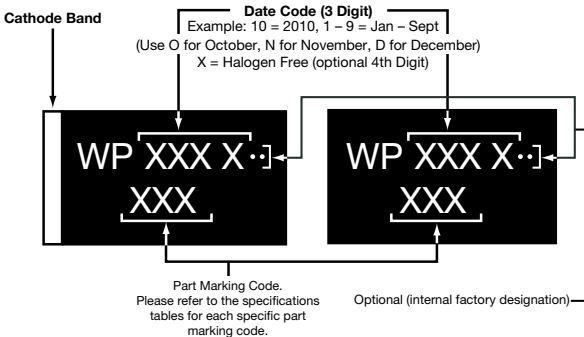 Cathode Band
Date Code (3 Digit)
Example: 10 = 2010, 1 – 9 = Jan – Sept
(Use O for October, N for November, D for December)
X = Halogen Free (optional 4th Digit)
WP XXX X
XXX
WP XXX X
XXX
Part Marking Code.
Please refer to the specifications
tables for each specific part
marking code.
Optional (internal factory designation)